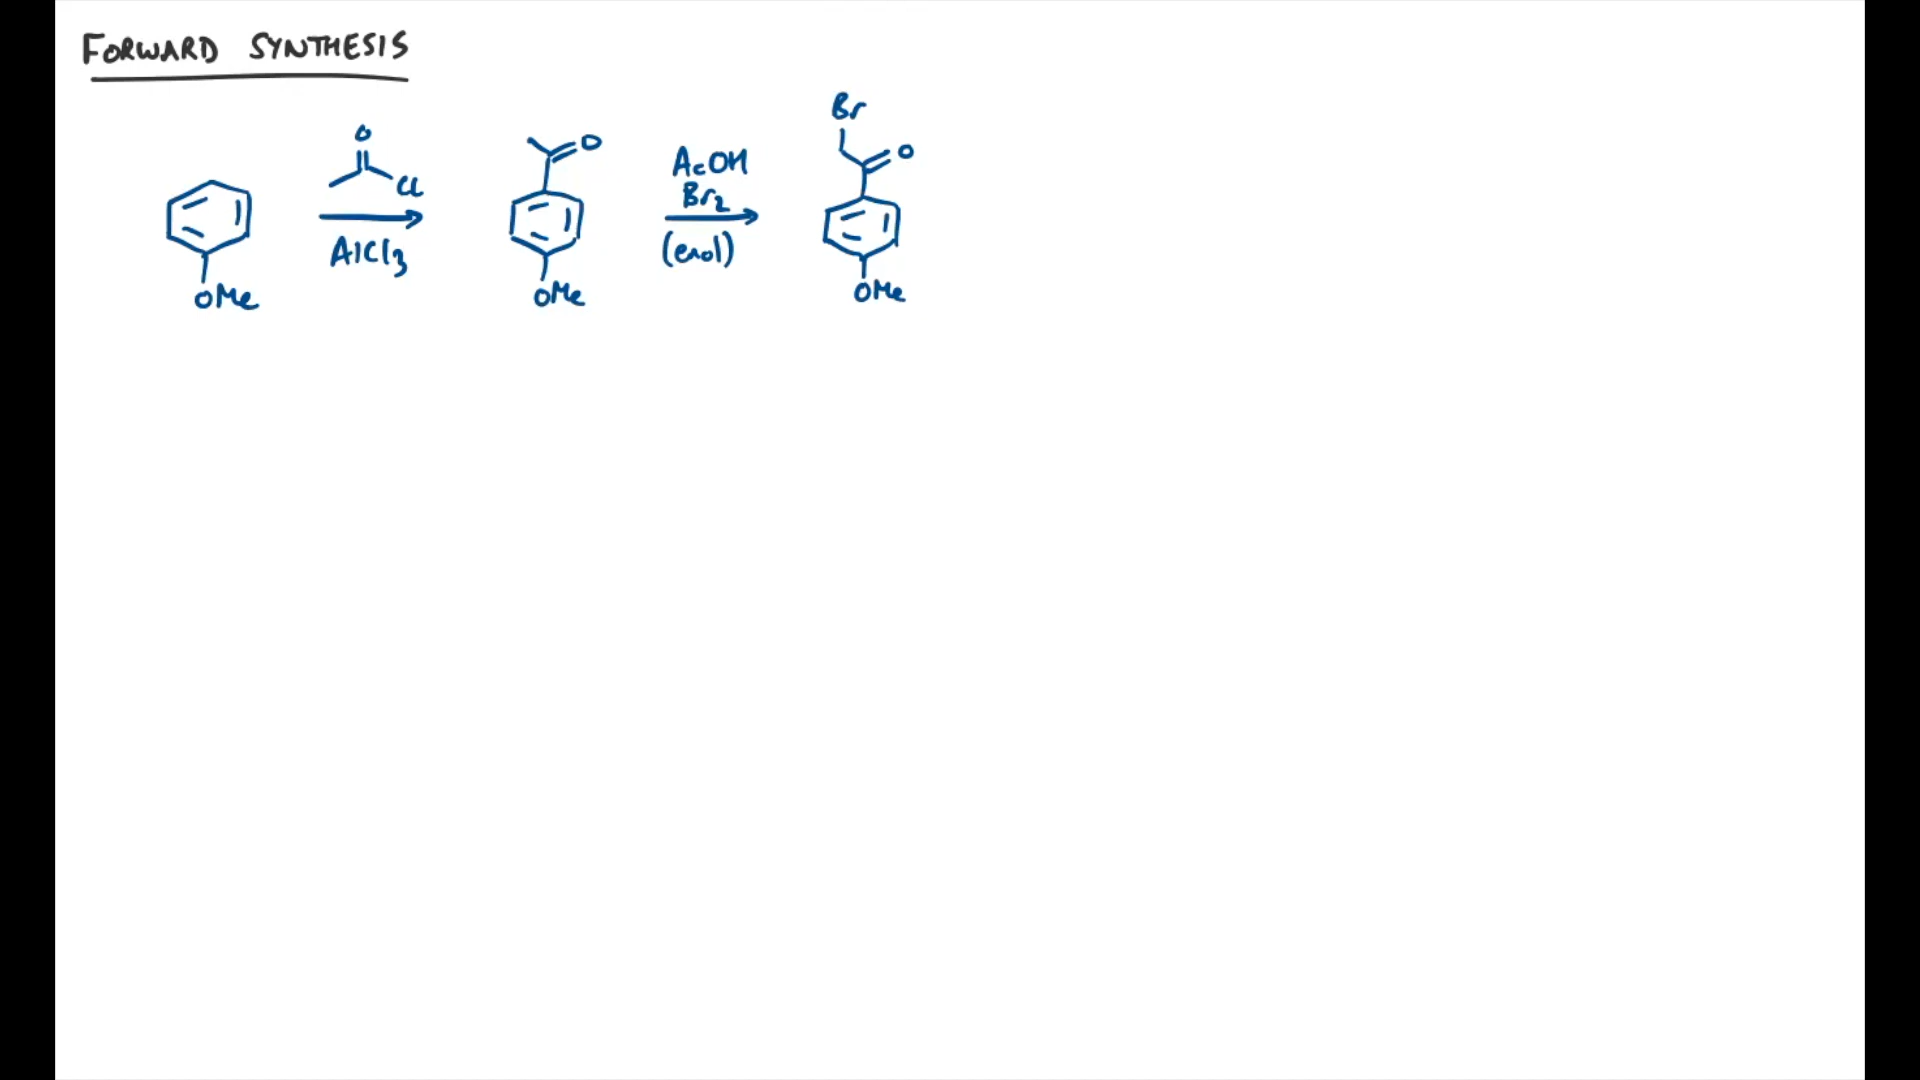 FORWARD SYNTHESIS
O
Cl
AlCl3
OMe
O
OMe
AcOH
Br2
(enol)
Br
O
OMe